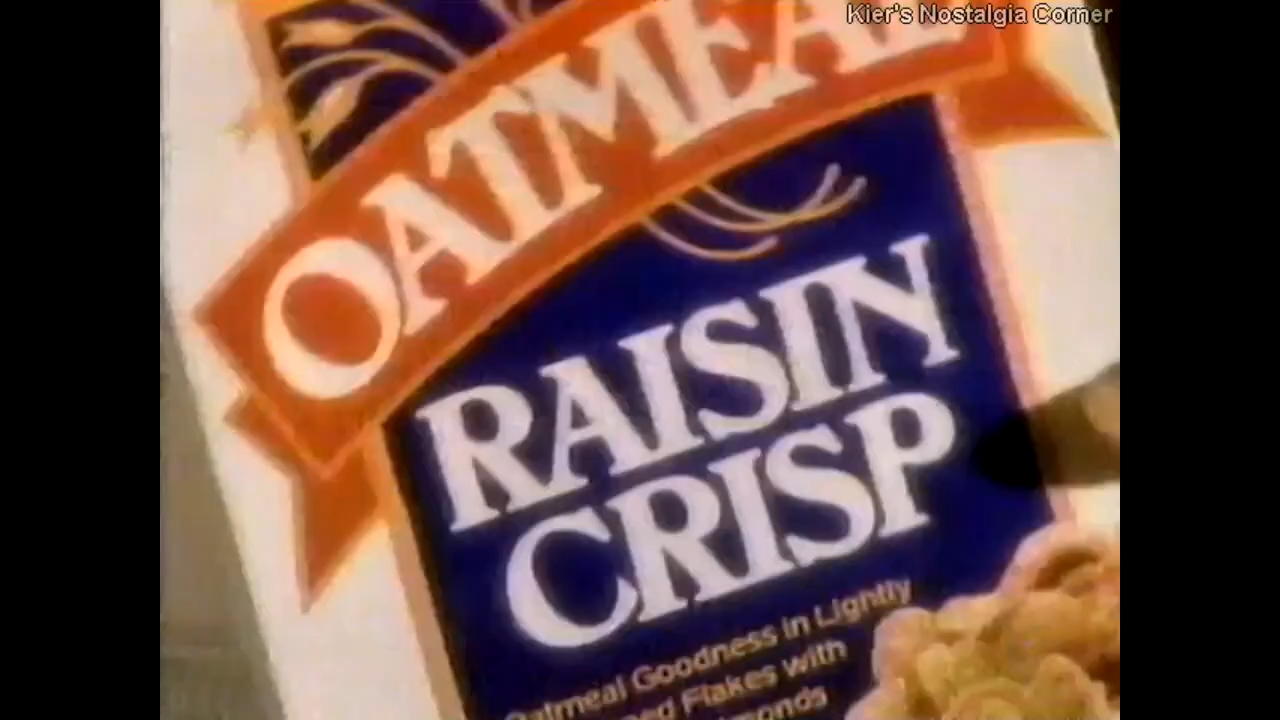 Kier's Nostalgia Corner
OATMEAL
RAISIN
CRISP
Oatmeal Goodness in Lightly
Flakes with